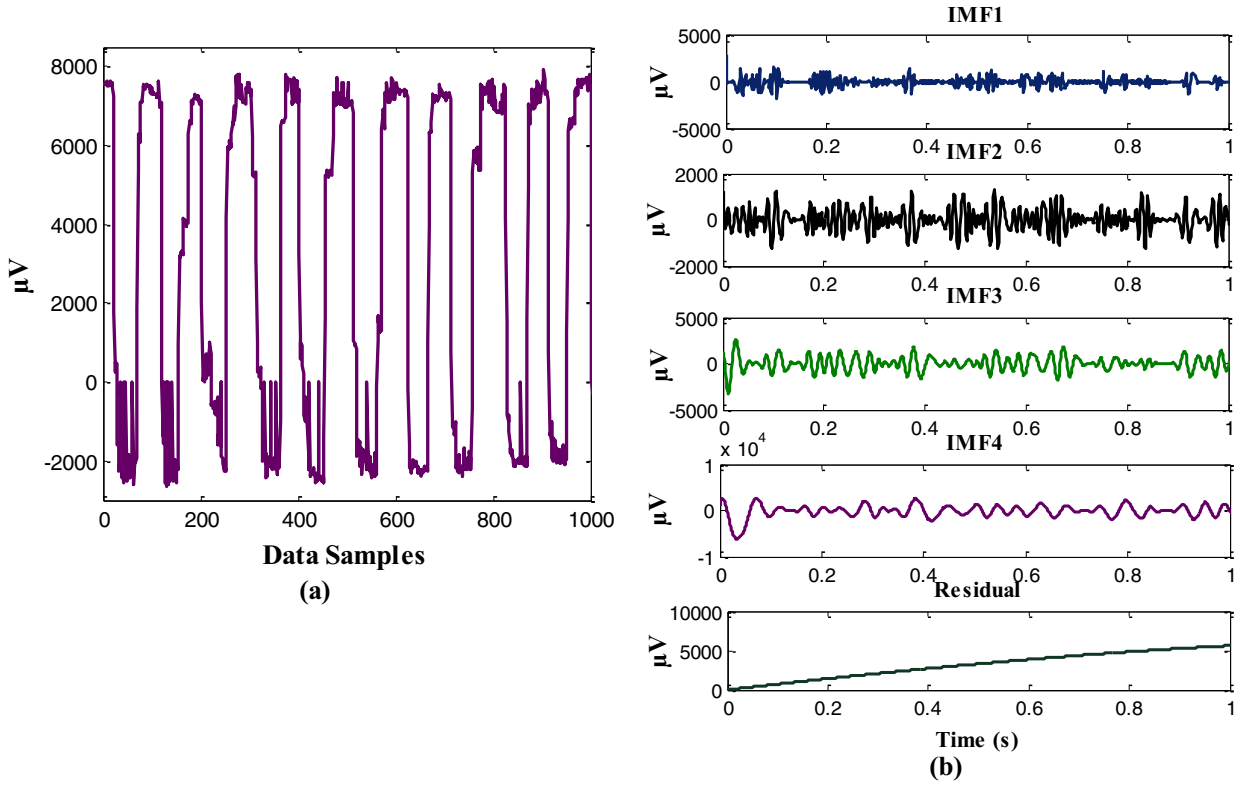 8000
6000
4000
2000
0
-2000
0 200 400 600 800 1000
µV
Data Samples
(a)
IMF1
5000
0
-5000
µV
0 0.2 0.4 0.6 0.8 1
IMF2
2000
0
-2000
µV
0 0.2 0.4 0.6 0.8 1
IMF3
5000
0
-5000
µV
0 0.2 0.4 0.6 0.8 1
x 10⁴
IMF4
1
0
-1
µV
0 0.2 0.4 0.6 0.8 1
Residual
10000
5000
0
µV
0 0.2 0.4 0.6 0.8 1
Time (s)
(b)